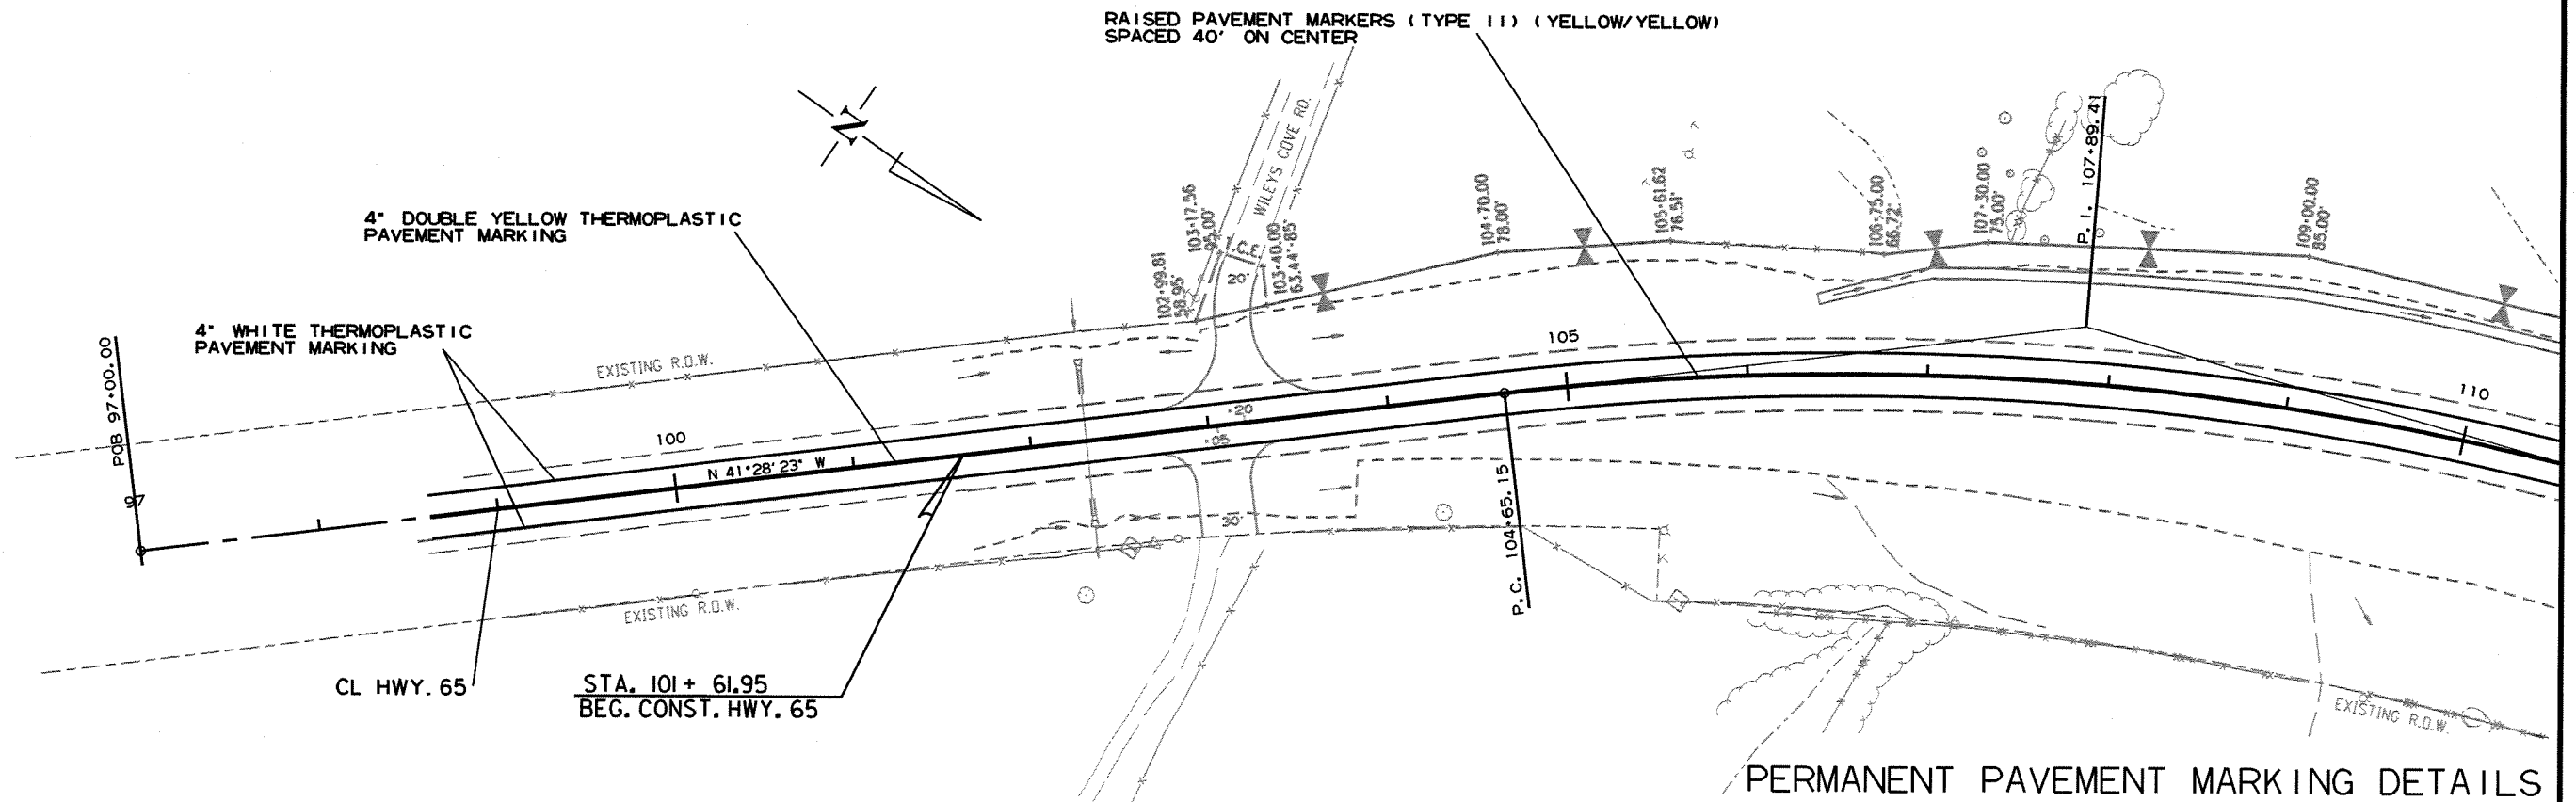 RAISED PAVEMENT MARKERS (TYPE II) (YELLOW/YELLOW)
SPACED 40' ON CENTER
N
4" DOUBLE YELLOW THERMOPLASTIC
PAVEMENT MARKING
4" WHITE THERMOPLASTIC
PAVEMENT MARKING
WILEYS COVE RD.
102+99.81
58.95'
103+17.56
95.00'
T.C.E.
20'
103+40.00
63.44'-85'
104+70.00
78.00'
105+61.62
76.51'
106+75.00
66.72'
107+30.00
75.00'
P.I. 107+89.41
109+00.00
85.00'
POB 97+00.00
97
EXISTING R.O.W.
100
N 41°28'23" W
+20
+05
105
110
30'
P.C. 104+65.15
EXISTING R.O.W.
EXISTING R.O.W.
CL HWY. 65
STA. 101+ 61.95
BEG. CONST. HWY. 65
PERMANENT PAVEMENT MARKING DETAILS